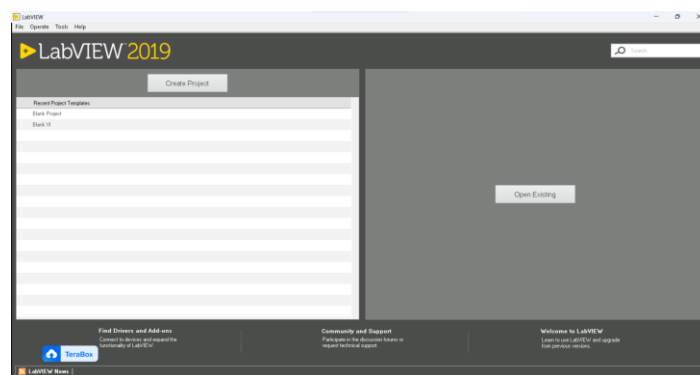 LabVIEW
File Operate Tools Help
LabVIEW 2019
Search
Create Project
Recent Project Templates
Blank Project
Blank VI
Open Existing
Find Drivers and Add-ons
Connect to devices and expand the
functionality of LabVIEW.
Community and Support
Participate in the discussion forums or
request technical support.
Welcome to LabVIEW
Learn to use LabVIEW and upgrade
from previous versions.
TeraBox
LabVIEW News